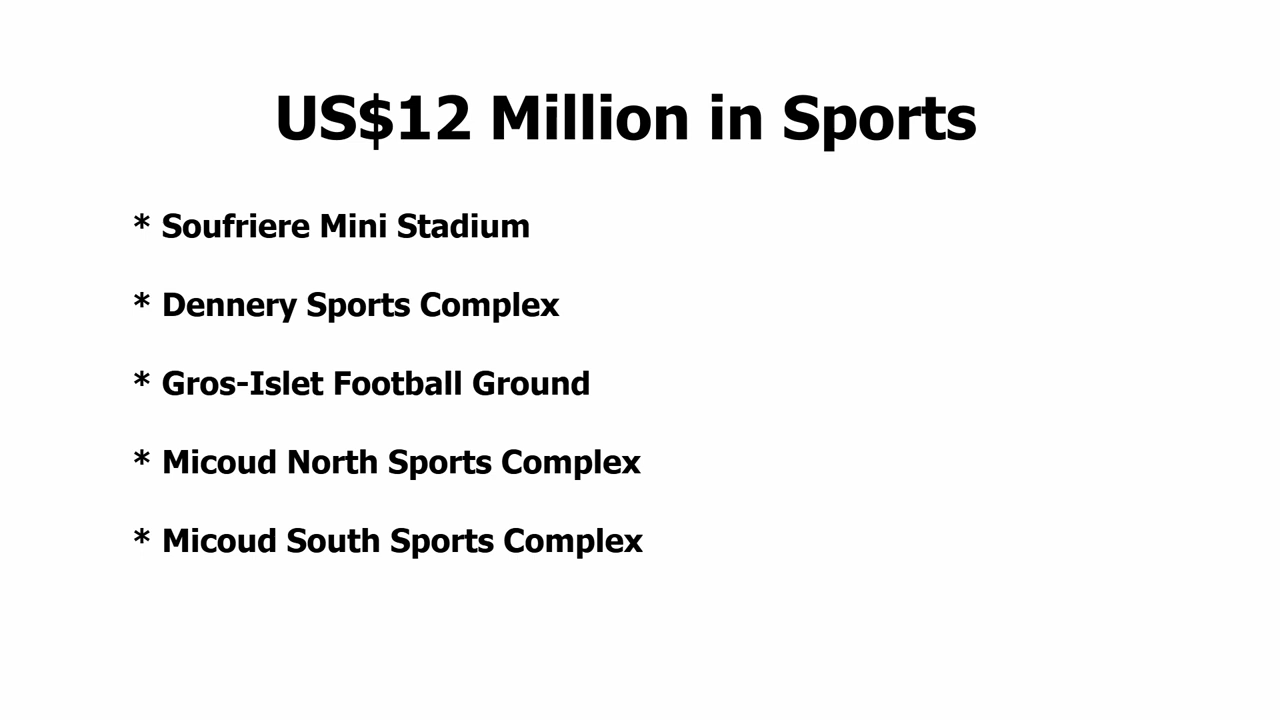 US$12 Million in Sports
* Soufriere Mini Stadium
* Dennery Sports Complex
* Gros-Islet Football Ground
* Micoud North Sports Complex
* Micoud South Sports Complex